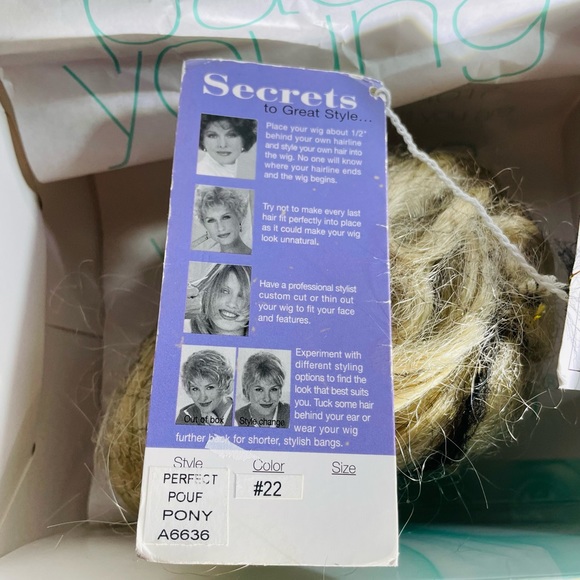 young
young
Secrets
to Great Style...
Place your wig about 1/2"
behind your own hairline
and style your own hair into
the wig. No one will know
where your hairline ends
and the wig begins.
Try not to make every last
hair fit perfectly into place
as it could make your wig
look unnatural.
Have a professional stylist
custom cut or thin out
your wig to fit your face
and features.
Experiment with
different styling
options to find the
look that best suits
you. Tuck some hair
behind your ear or
wear your wig
further back for shorter, stylish bangs.
Out of box
Style change
Style Color Size
PERFECT
POUF
PONY
A6636
#22